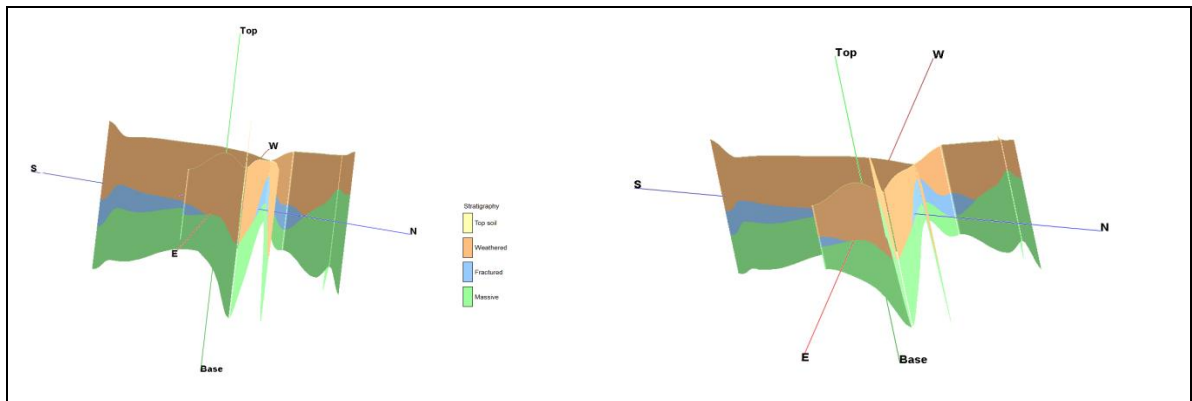 Top
S
W
N
E
Base
Stratigraphy
Top soil
Weathered
Fractured
Massive
Top
W
S
N
E
Base